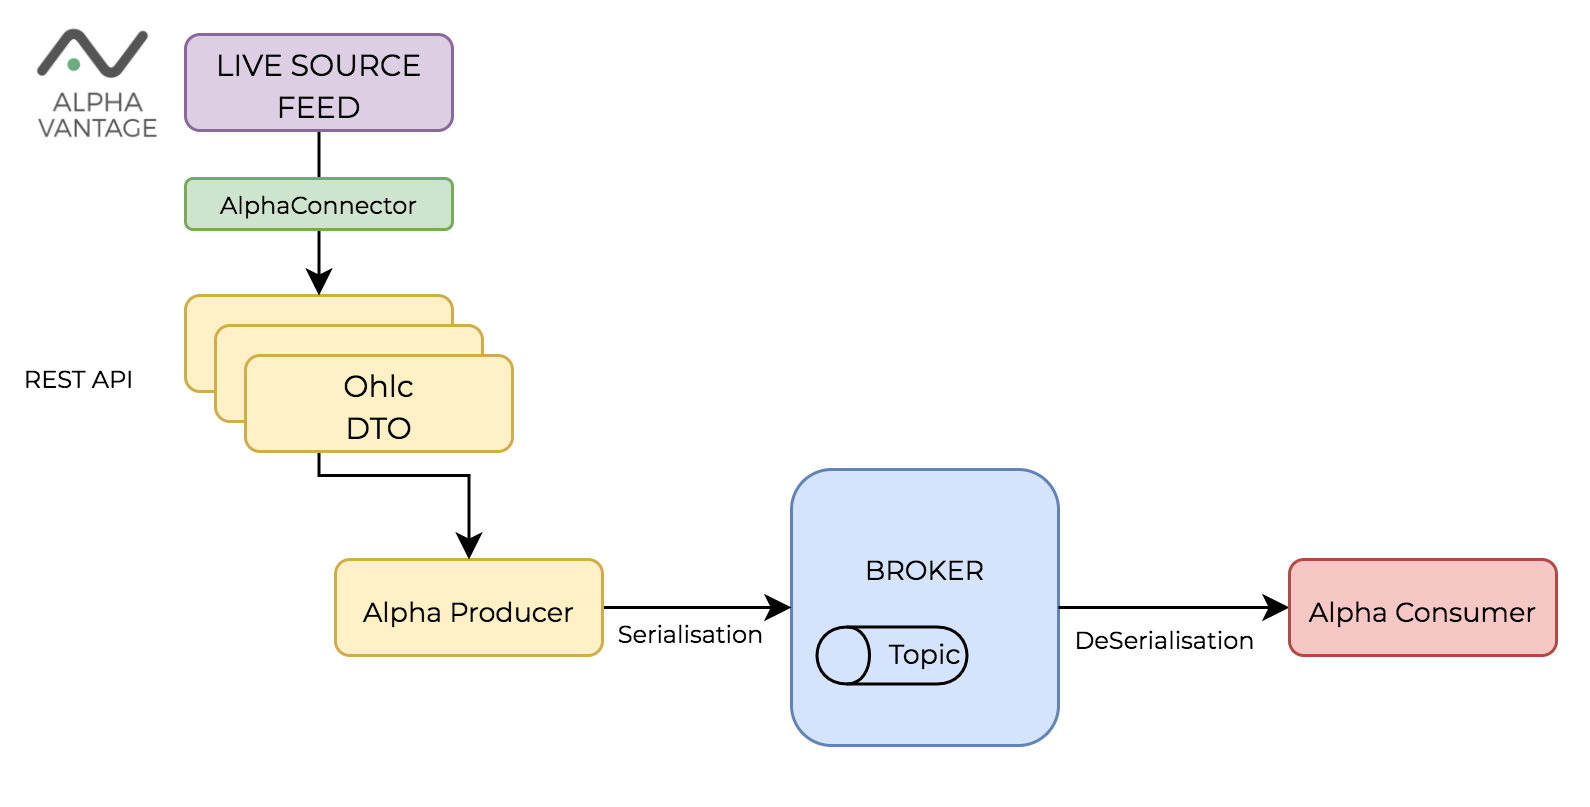 ALPHA
VANTAGE
LIVE SOURCE
FEED
AlphaConnector
REST API
Ohlc
DTO
Alpha Producer
Serialisation
BROKER
Topic
DeSerialisation
Alpha Consumer